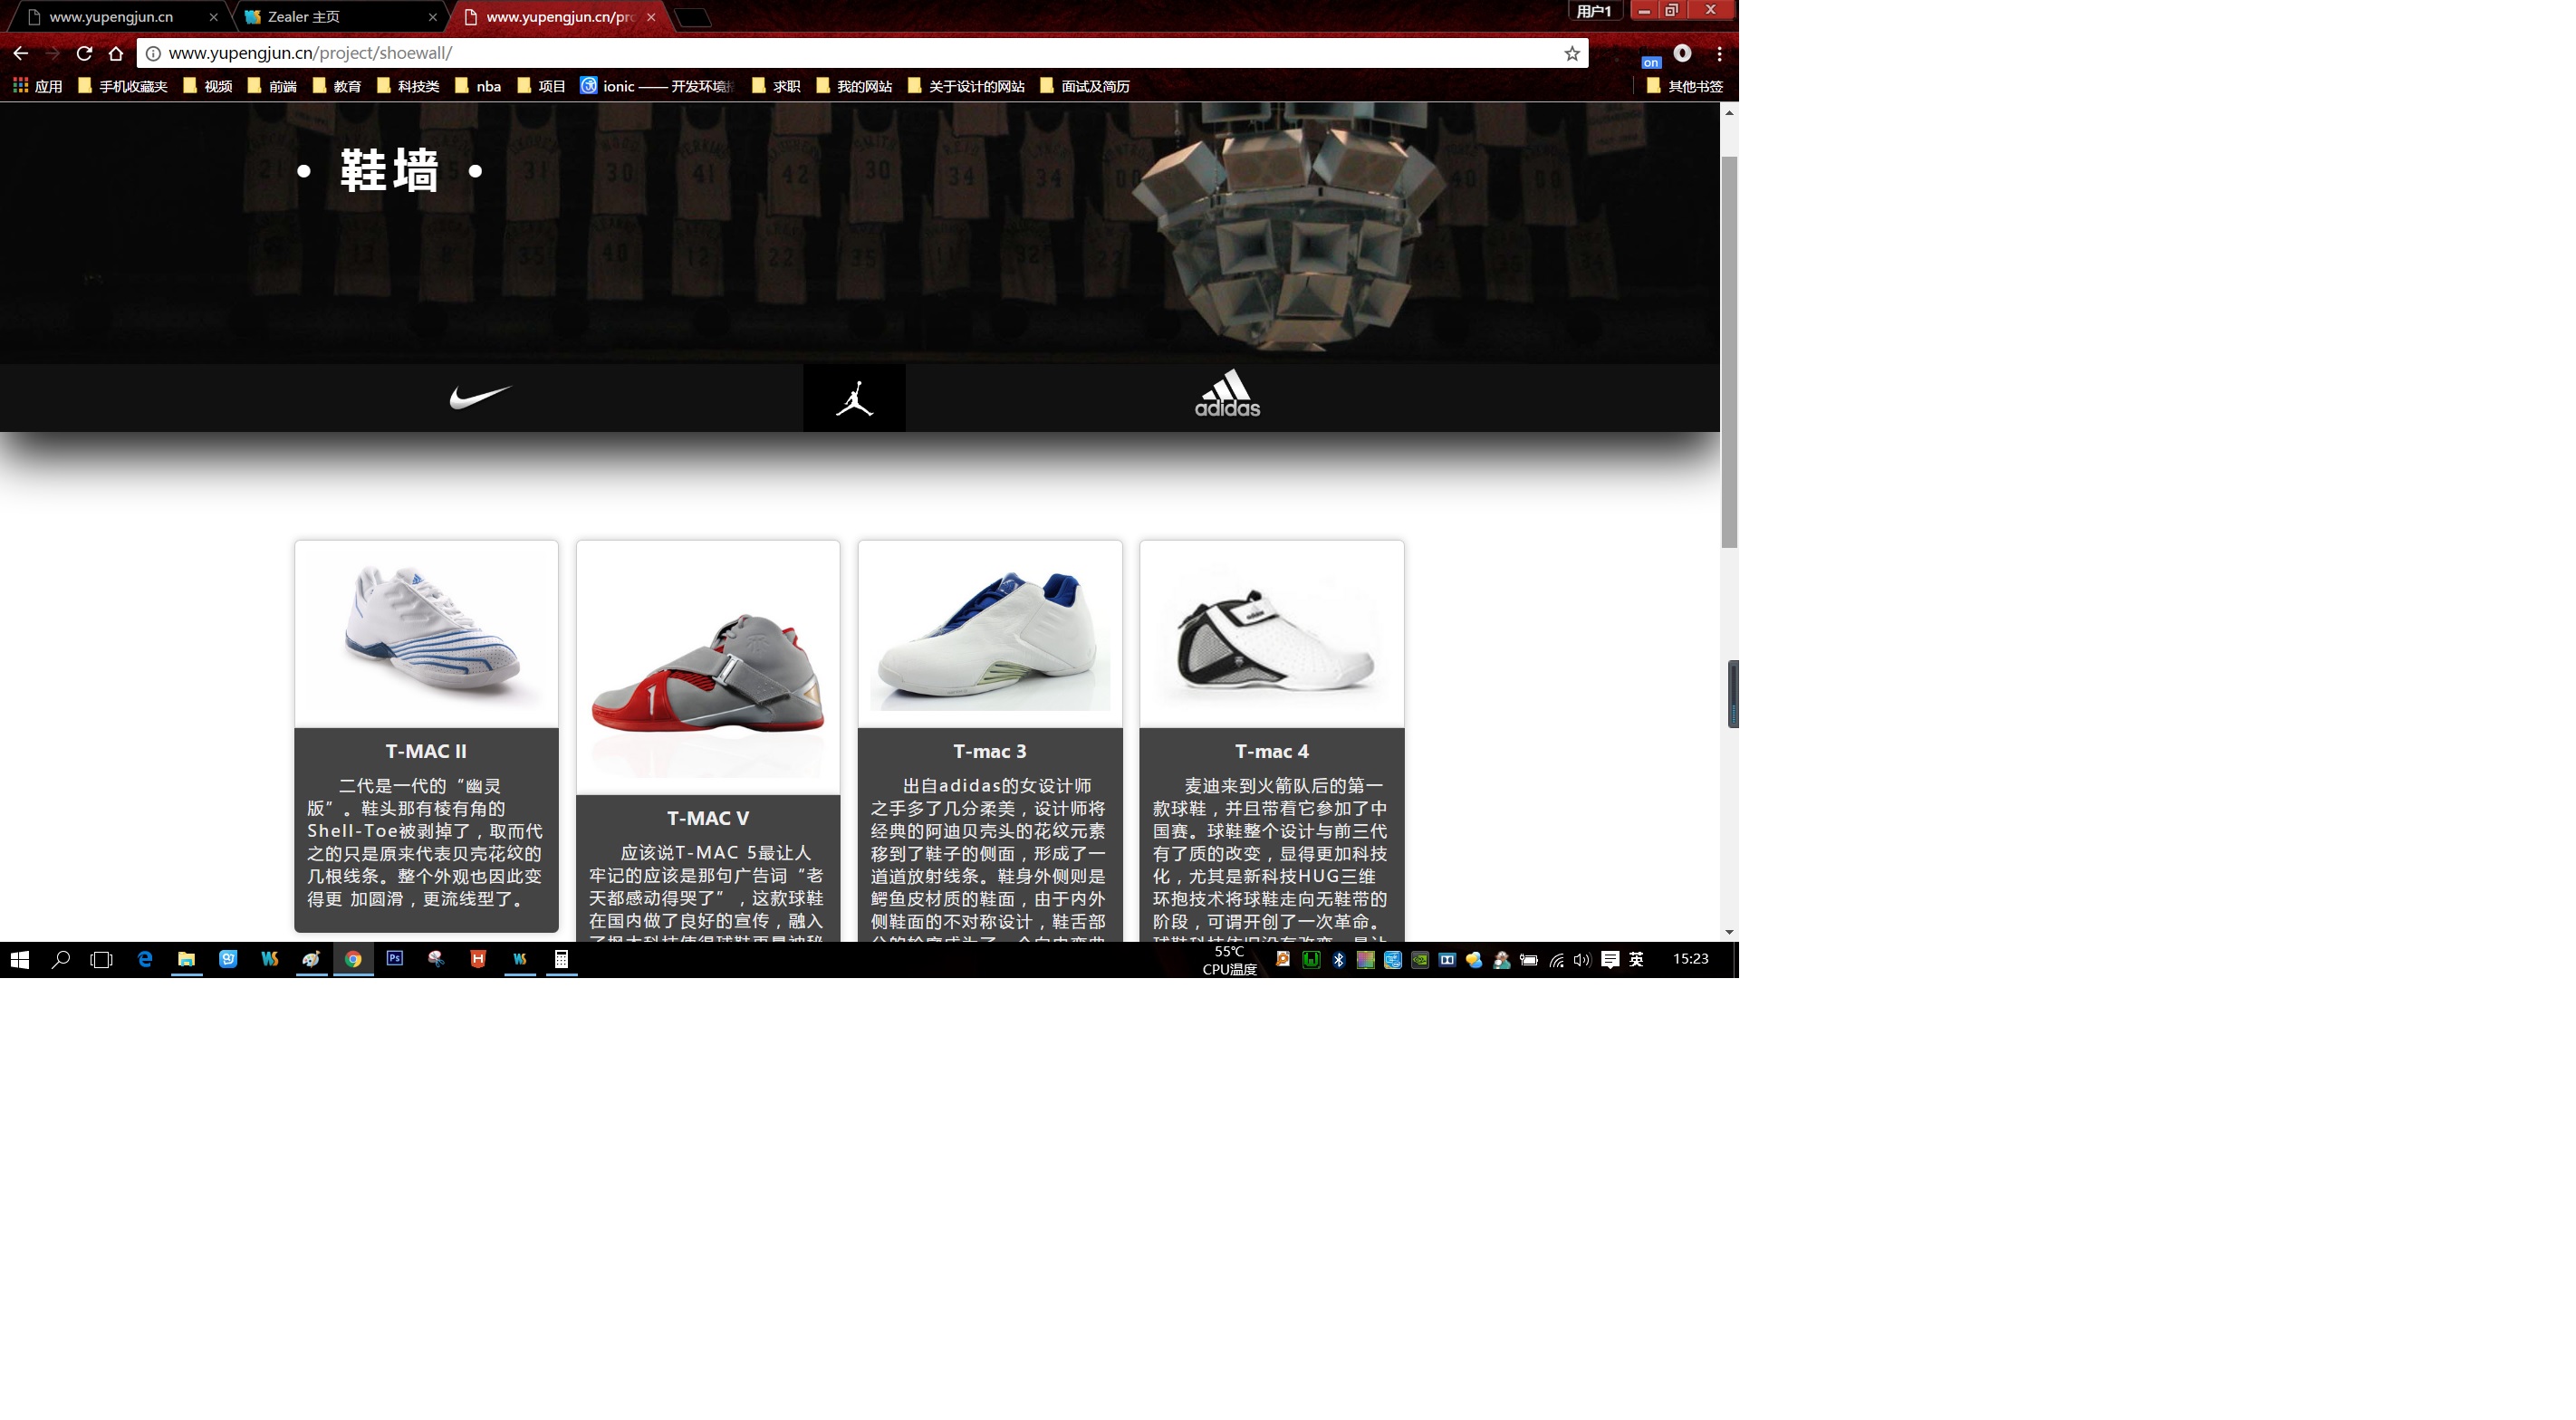 www.yupengjun.cn
Zealer 主页
www.yupengjun.cn/pro
用户1
www.yupengjun.cn/project/shoewall/
on
应用 手机收藏夹 视频 前端 教育 科技类 nba 项目 ionic —— 开发环境搭 求职 我的网站 关于设计的网站 面试及简历 其他书签
• 鞋墙 •
adidas
T-MAC II
二代是一代的“幽灵
版”。鞋头那有棱有角的
Shell-Toe被剥掉了，取而代
之的只是原来代表贝壳花纹的
几根线条。整个外观也因此变
得更 加圆滑，更流线型了。
T-MAC V
应该说T-MAC 5最让人
牢记的应该是那句广告词“老
天都感动得哭了”，这款球鞋
在国内做了良好的宣传，融入
T-mac 3
出自adidas的女设计师
之手多了几分柔美，设计师将
经典的阿迪贝壳头的花纹元素
移到了鞋子的侧面，形成了一
道道放射线条。鞋身外侧则是
鳄鱼皮材质的鞋面，由于内外
侧鞋面的不对称设计，鞋舌部
T-mac 4
麦迪来到火箭队后的第一
款球鞋，并且带着它参加了中
国赛。球鞋整个设计与前三代
有了质的改变，显得更加科技
化，尤其是新科技HUG三维
环抱技术将球鞋走向无鞋带的
阶段，可谓开创了一次革命。
Ps
WS
55℃
CPU温度
英
15:23